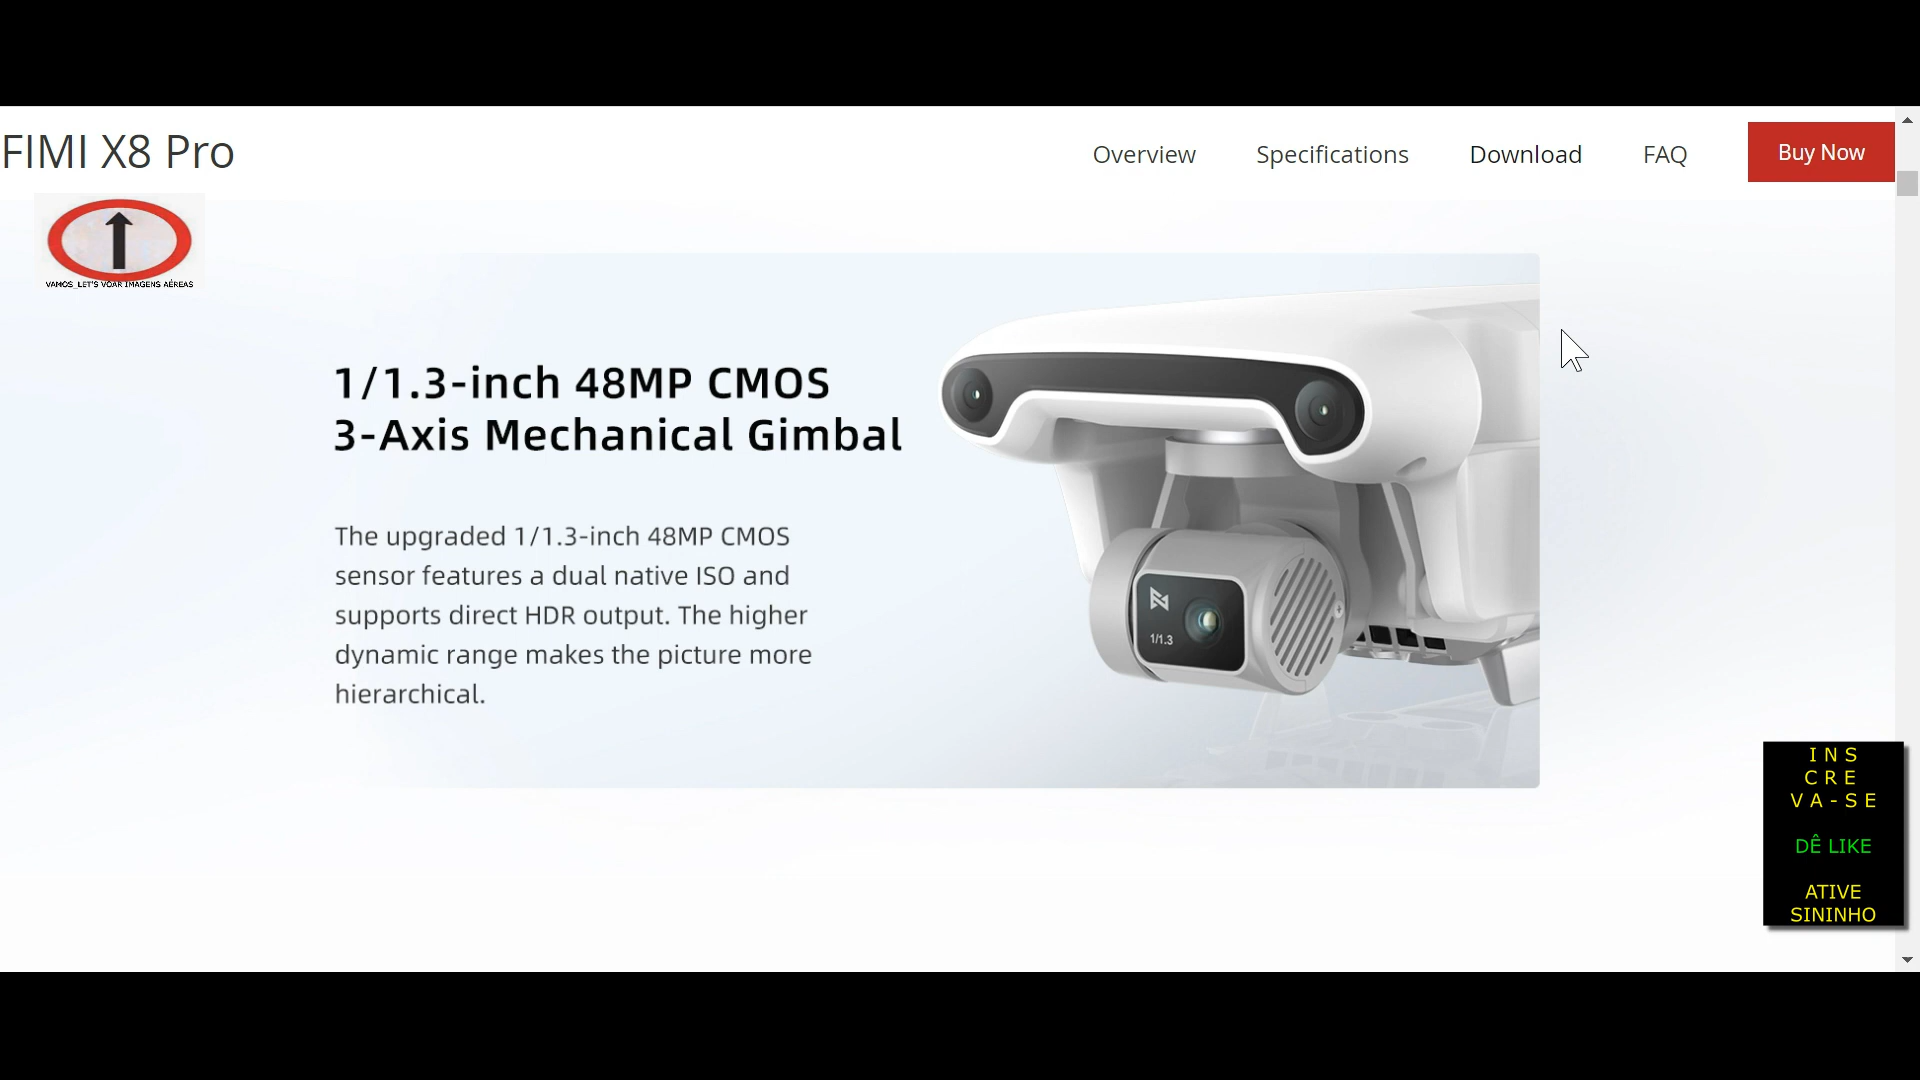 FIMI X8 Pro
Overview
Specifications
Download
FAQ
Buy Now
VAMOS_LET'S VOAR IMAGENS AÉREAS
1/1.3-inch 48MP CMOS
3-Axis Mechanical Gimbal
The upgraded 1/1.3-inch 48MP CMOS
sensor features a dual native ISO and
supports direct HDR output. The higher
dynamic range makes the picture more
hierarchical.
1/1.3
INS
CRE
VA-SE
DÊ LIKE
ATIVE
SININHO